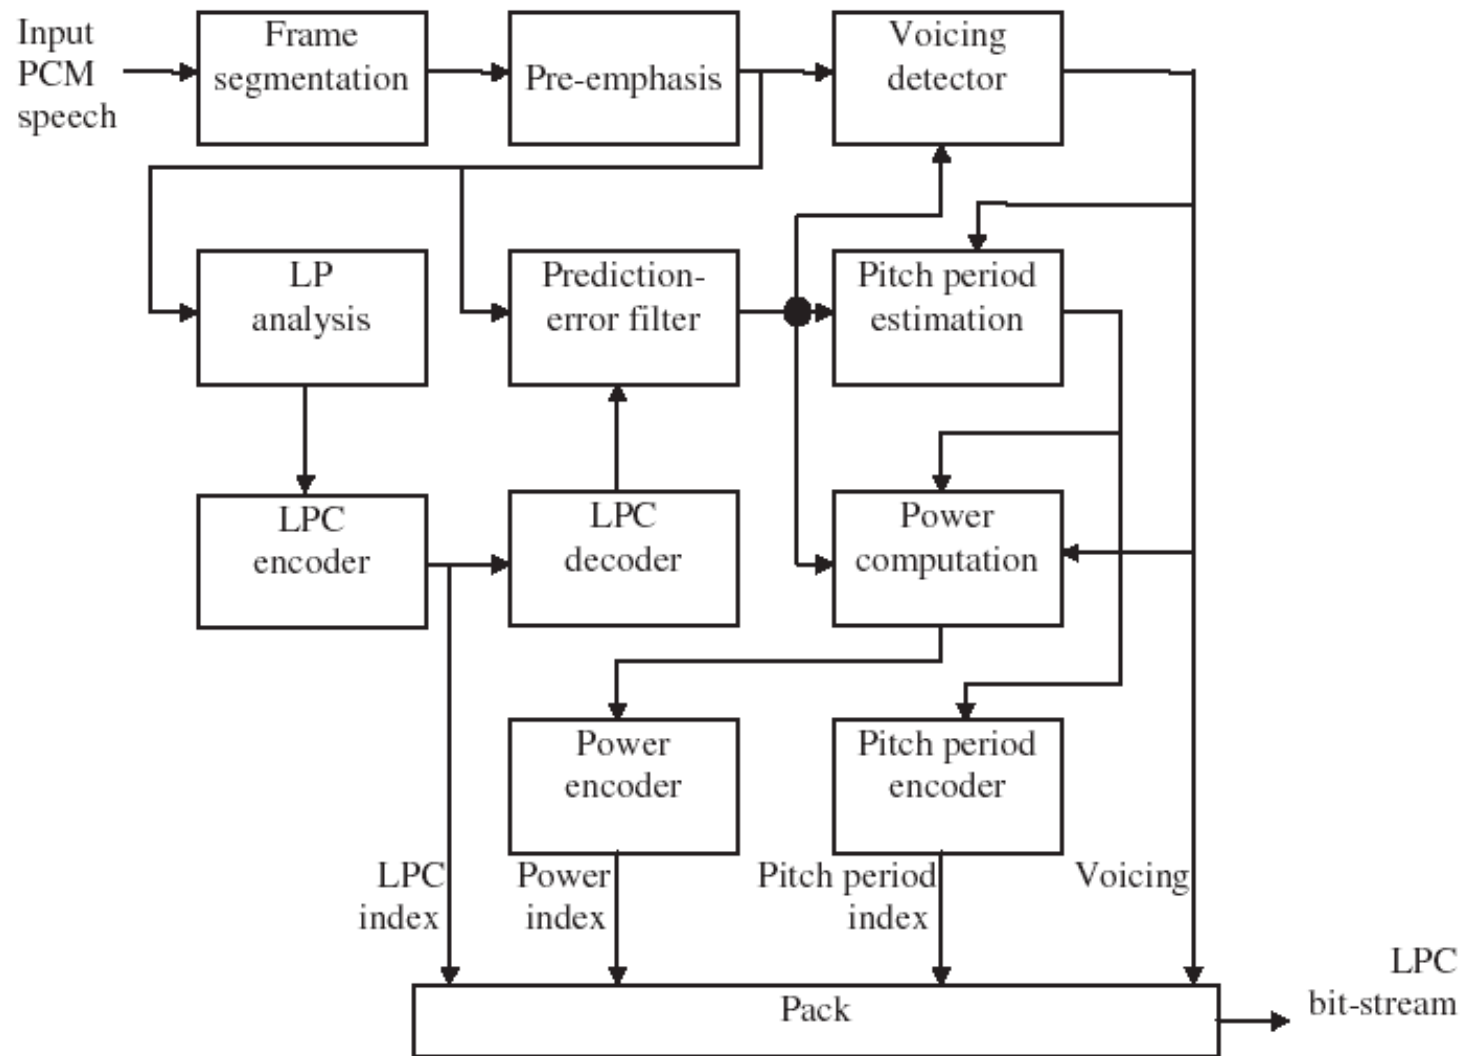 Input
PCM
speech
Frame
segmentation
Pre-emphasis
Voicing
detector
LP
analysis
Prediction-
error filter
Pitch period
estimation
LPC
encoder
LPC
decoder
Power
computation
Power
encoder
Pitch period
encoder
LPC
index
Power
index
Pitch period
index
Voicing
Pack
LPC
bit-stream